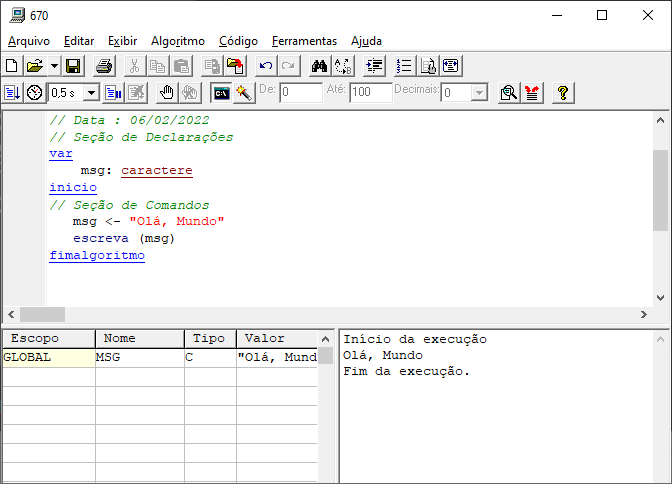 670
Arquivo Editar Exibir Algoritmo Código Ferramentas Ajuda
0,5 s De: 0 Até: 100 Decimais: 0
// Data : 06/02/2022
// Seção de Declarações
var
msg: caractere
inicio
// Seção de Comandos
msg <- "Olá, Mundo"
escreva (msg)
fimalgoritmo
Escopo Nome Tipo Valor
GLOBAL MSG C "Olá, Mund
Início da execução
Olá, Mundo
Fim da execução.